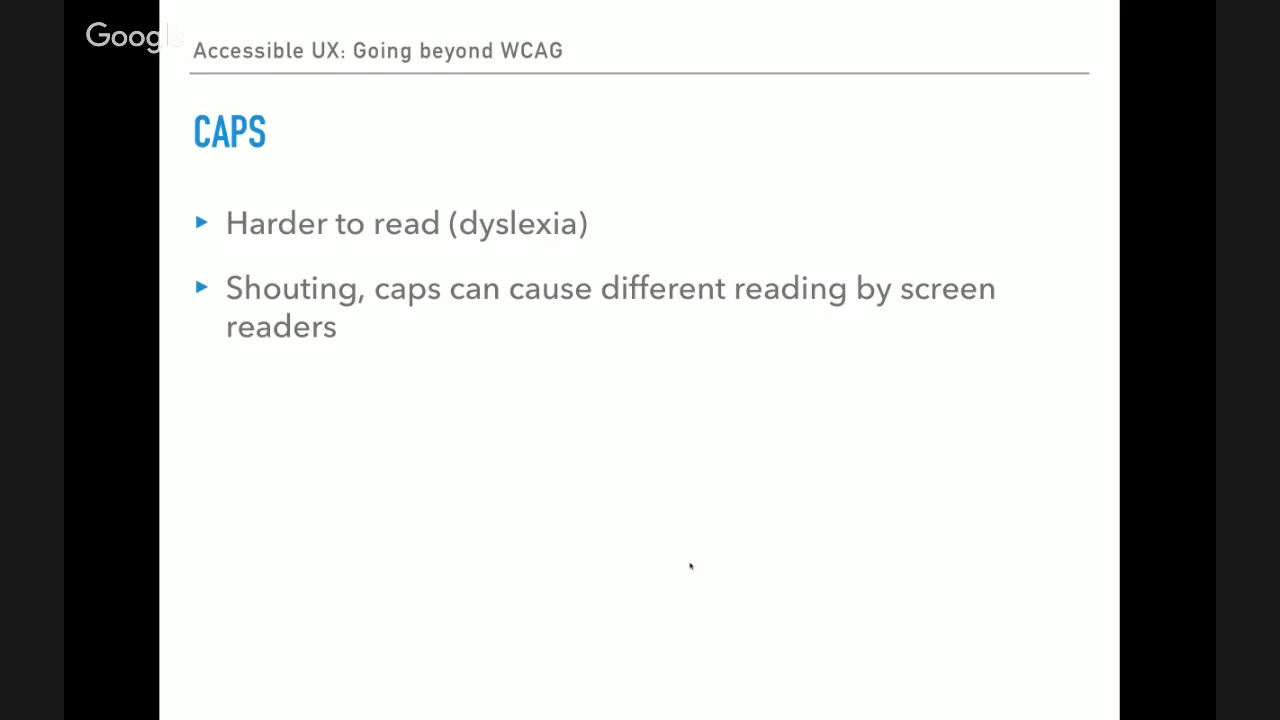 Google
Accessible UX: Going beyond WCAG
CAPS
Harder to read (dyslexia)
Shouting, caps can cause different reading by screen
readers